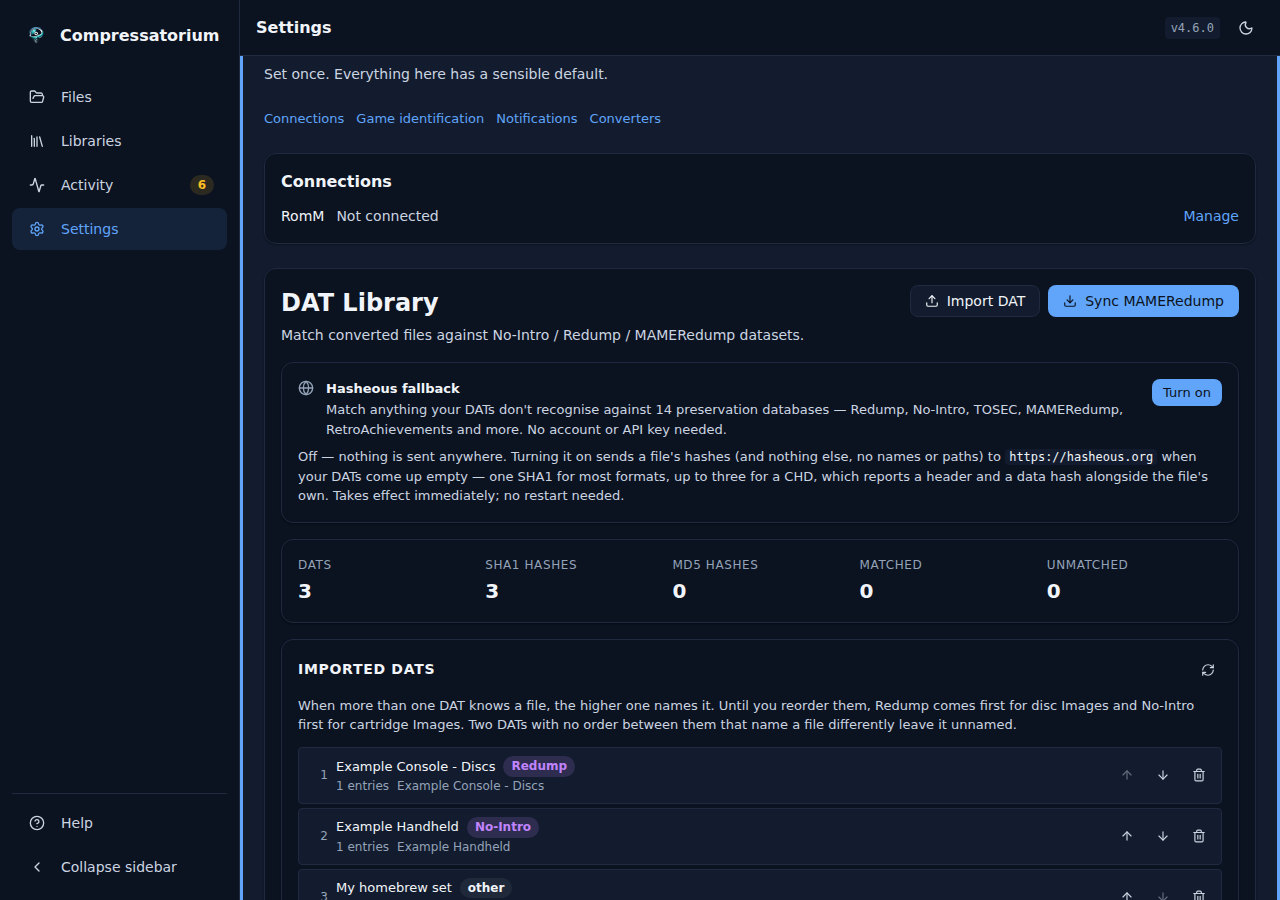 Compressatorium
Settings
v4.6.0
Files
Libraries
Activity
6
Settings
Help
Collapse sidebar
Set once. Everything here has a sensible default.
Connections Game identification Notifications Converters
Connections
RomM Not connected
Manage
DAT Library
Import DAT
Sync MAMERedump
Match converted files against No-Intro / Redump / MAMERedump datasets.
Hasheous fallback
Turn on
Match anything your DATs don't recognise against 14 preservation databases — Redump, No-Intro, TOSEC, MAMERedump,
RetroAchievements and more. No account or API key needed.
Off — nothing is sent anywhere. Turning it on sends a file's hashes (and nothing else, no names or paths) to https://hasheous.org when
your DATs come up empty — one SHA1 for most formats, up to three for a CHD, which reports a header and a data hash alongside the file's
own. Takes effect immediately; no restart needed.
DATS
3
SHA1 HASHES
3
MD5 HASHES
0
MATCHED
0
UNMATCHED
0
IMPORTED DATS
When more than one DAT knows a file, the higher one names it. Until you reorder them, Redump comes first for disc Images and No-Intro
first for cartridge Images. Two DATs with no order between them that name a file differently leave it unnamed.
1
Example Console - Discs Redump
1 entries Example Console - Discs
2
Example Handheld No-Intro
1 entries Example Handheld
3
My homebrew set other